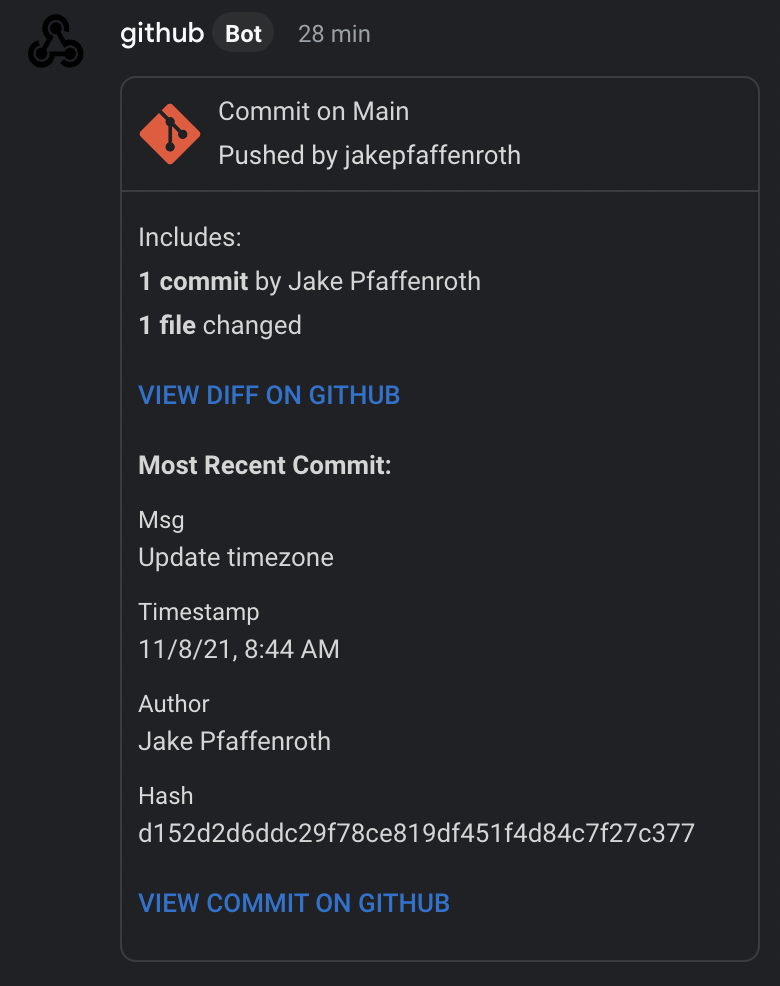 github Bot 28 min
Commit on Main
Pushed by jakepfaffenroth
Includes:
1 commit by Jake Pfaffenroth
1 file changed
VIEW DIFF ON GITHUB
Most Recent Commit:
Msg
Update timezone
Timestamp
11/8/21, 8:44 AM
Author
Jake Pfaffenroth
Hash
d152d2d6ddc29f78ce819df451f4d84c7f27c377
VIEW COMMIT ON GITHUB